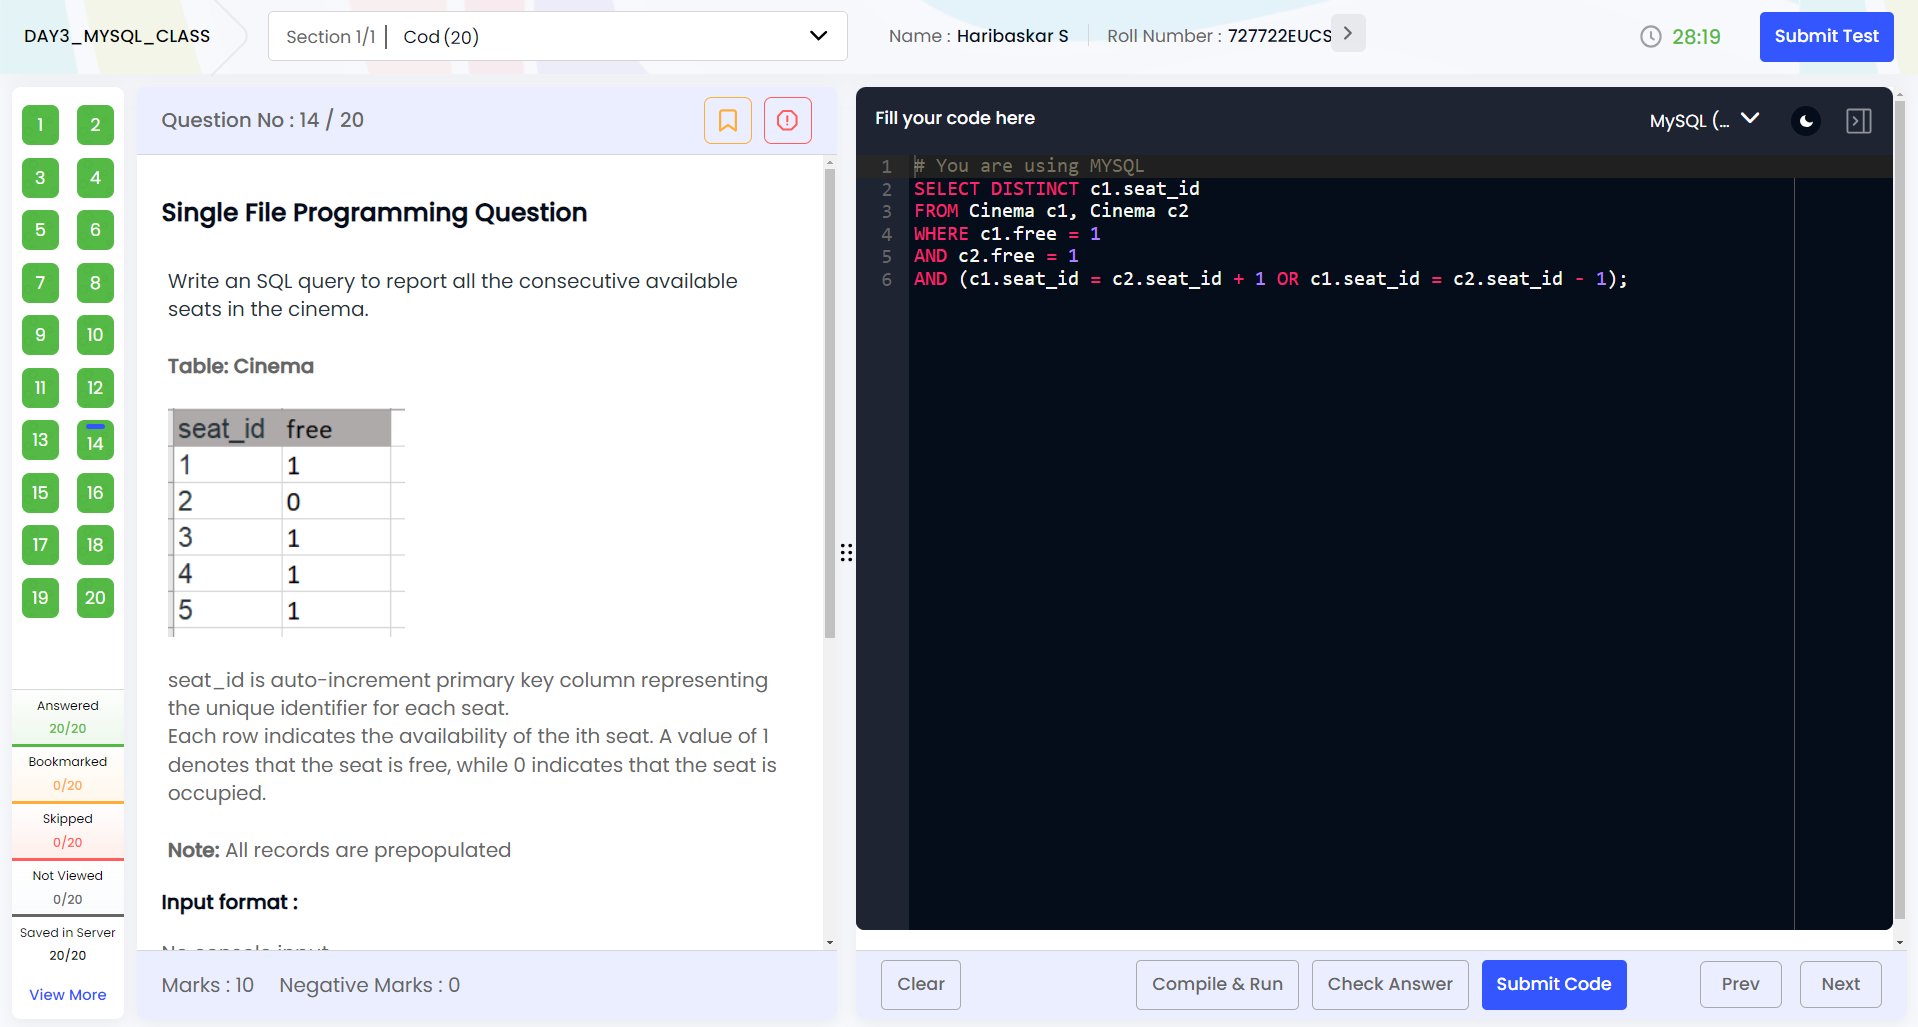 DAY3_MYSQL_CLASS
Section 1/1 | Cod (20)
Name : Haribaskar S
Roll Number : 727722EUCS
28:19
Submit Test
1 2
3 4
5 6
7 8
9 10
11 12
13 14
15 16
17 18
19 20
Answered
20/20
Bookmarked
0/20
Skipped
0/20
Not Viewed
0/20
Saved in Server
20/20
View More
Question No : 14 / 20
Single File Programming Question
Write an SQL query to report all the consecutive available
seats in the cinema.
Table: Cinema
seat_id free
1 1
2 0
3 1
4 1
5 1
seat_id is auto-increment primary key column representing
the unique identifier for each seat.
Each row indicates the availability of the ith seat. A value of 1
denotes that the seat is free, while 0 indicates that the seat is
occupied.
Note: All records are prepopulated
Input format :
No console input
Marks : 10 Negative Marks : 0
Fill your code here
MySQL (...
1 # You are using MYSQL
2 SELECT DISTINCT c1.seat_id
3 FROM Cinema c1, Cinema c2
4 WHERE c1.free = 1
5 AND c2.free = 1
6 AND (c1.seat_id = c2.seat_id + 1 OR c1.seat_id = c2.seat_id - 1);
Clear
Compile & Run
Check Answer
Submit Code
Prev
Next